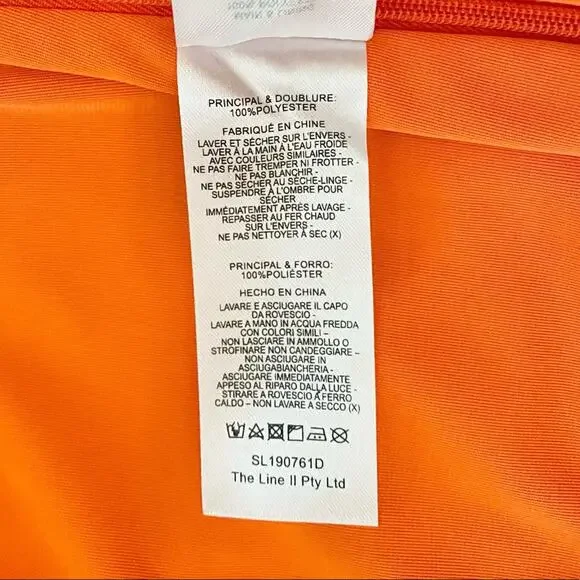 PRINCIPAL & DOUBLURE:
100%POLYESTER
FABRIQUÉ EN CHINE
LAVER ET SÉCHER SUR L'ENVERS -
LAVER À LA MAIN À L'EAU FROIDE
AVEC COULEURS SIMILAIRES -
NE PAS FAIRE TREMPER NI FROTTER -
NE PAS BLANCHIR -
NE PAS SÉCHER AU SÈCHE-LINGE -
SUSPENDRE À L'OMBRE POUR
SÉCHER
IMMÉDIATEMENT APRÈS LAVAGE -
REPASSER AU FER CHAUD
SUR L'ENVERS -
NE PAS NETTOYER À SEC (X)
PRINCIPAL & FORRO:
100%POLIÉSTER
HECHO EN CHINA
LAVARE E ASCIUGARE IL CAPO
DA ROVESCIO -
LAVARE A MANO IN ACQUA FREDDA
CON COLORI SIMILI –
NON LASCIARE IN AMMOLLO O
STROFINARE NON CANDEGGIARE –
NON ASCIUGARE IN
ASCIUGABIANCHERIA -
ASCIUGARE IMMEDIATAMENTE
APPESO AL RIPARO DALLA LUCE -
STIRARE A ROVESCIO A FERRO
CALDO – NON LAVARE A SECCO (X)
SL190761D
The Line II Pty Ltd